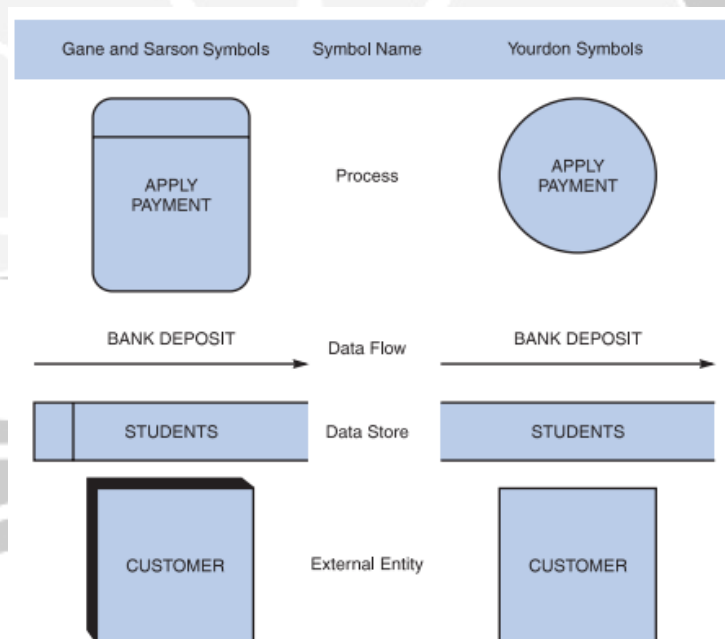 Gane and Sarson Symbols Symbol Name Yourdon Symbols
APPLY
PAYMENT
Process
APPLY
PAYMENT
BANK DEPOSIT
Data Flow
BANK DEPOSIT
STUDENTS
Data Store
STUDENTS
CUSTOMER
External Entity
CUSTOMER